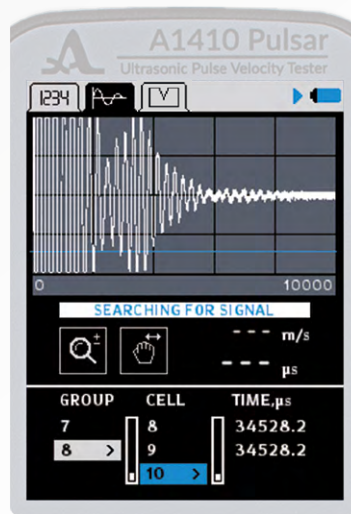 A1410 Pulsar
Ultrasonic Pulse Velocity Tester
1234
0 10000
SEARCHING FOR SIGNAL
--- m/s
--- µs
GROUP CELL TIME,µs
7 8 34528.2
8 > 9 34528.2
10 >